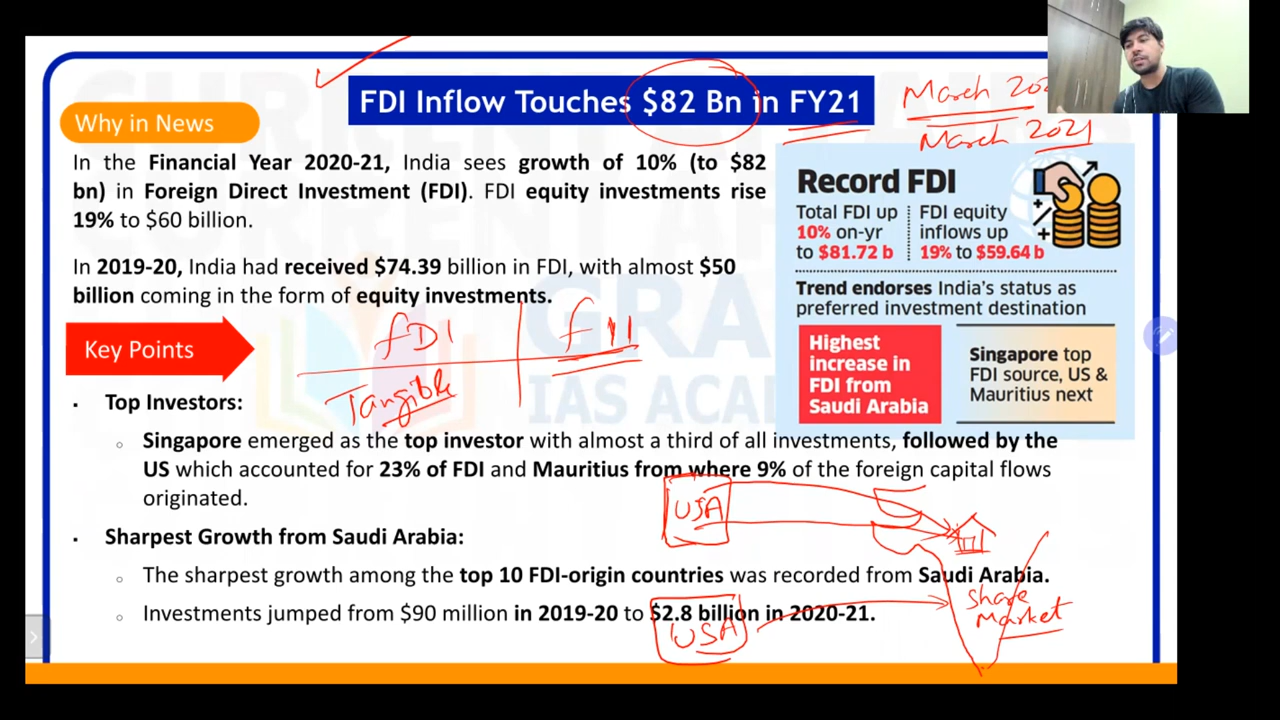 FDI Inflow Touches $82 Bn in FY21
March 202
March 2021
Why in News
In the Financial Year 2020-21, India sees growth of 10% (to $82
bn) in Foreign Direct Investment (FDI). FDI equity investments rise
19% to $60 billion.
In 2019-20, India had received $74.39 billion in FDI, with almost $50
billion coming in the form of equity investments.
Record FDI
Total FDI up
10% on-yr
to $81.72 b
FDI equity
inflows up
19% to $59.64 b
Trend endorses India's status as
preferred investment destination
Highest
increase in
FDI from
Saudi Arabia
Singapore top
FDI source, US &
Mauritius next
FDI
FII
Tangible
Key Points
Top Investors:
Singapore emerged as the top investor with almost a third of all investments, followed by the
US which accounted for 23% of FDI and Mauritius from where 9% of the foreign capital flows
originated.
USA
Sharpest Growth from Saudi Arabia:
The sharpest growth among the top 10 FDI-origin countries was recorded from Saudi Arabia.
Investments jumped from $90 million in 2019-20 to $2.8 billion in 2020-21.
USA
Share
Market
IAS ACA